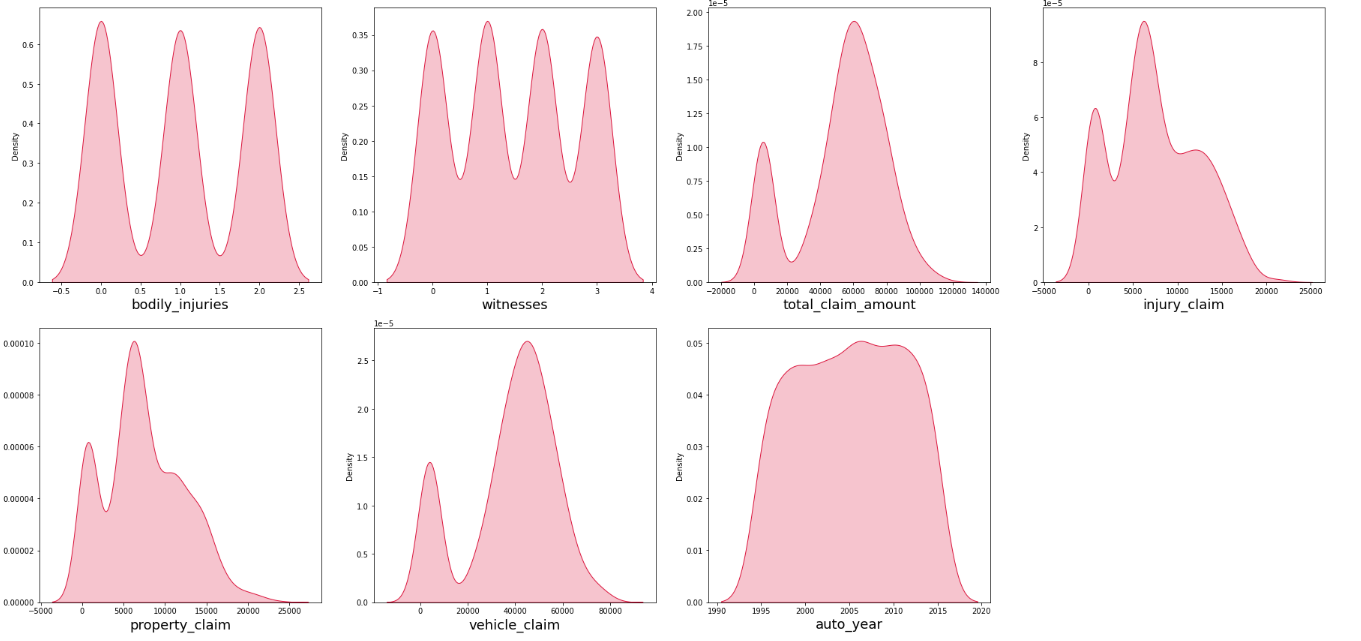 1e−5
1e−5
0.6
0.5
0.4
0.3
0.2
0.1
0.0
Density
−0.5 0.0 0.5 1.0 1.5 2.0 2.5
bodily_injuries
0.35
0.30
0.25
0.20
0.15
0.10
0.05
0.00
Density
−1 0 1 2 3 4
witnesses
2.00
1.75
1.50
1.25
1.00
0.75
0.50
0.25
0.00
Density
−20000 0 20000 40000 60000 80000 100000 120000 140000
total_claim_amount
8
6
4
2
0
Density
−5000 0 5000 10000 15000 20000 25000
injury_claim
0.00010
0.00008
0.00006
0.00004
0.00002
0.00000
−5000 0 5000 10000 15000 20000 25000
property_claim
1e−5
2.5
2.0
1.5
1.0
0.5
0.0
Density
0 20000 40000 60000 80000
vehicle_claim
0.05
0.04
0.03
0.02
0.01
0.00
Density
1990 1995 2000 2005 2010 2015 2020
auto_year